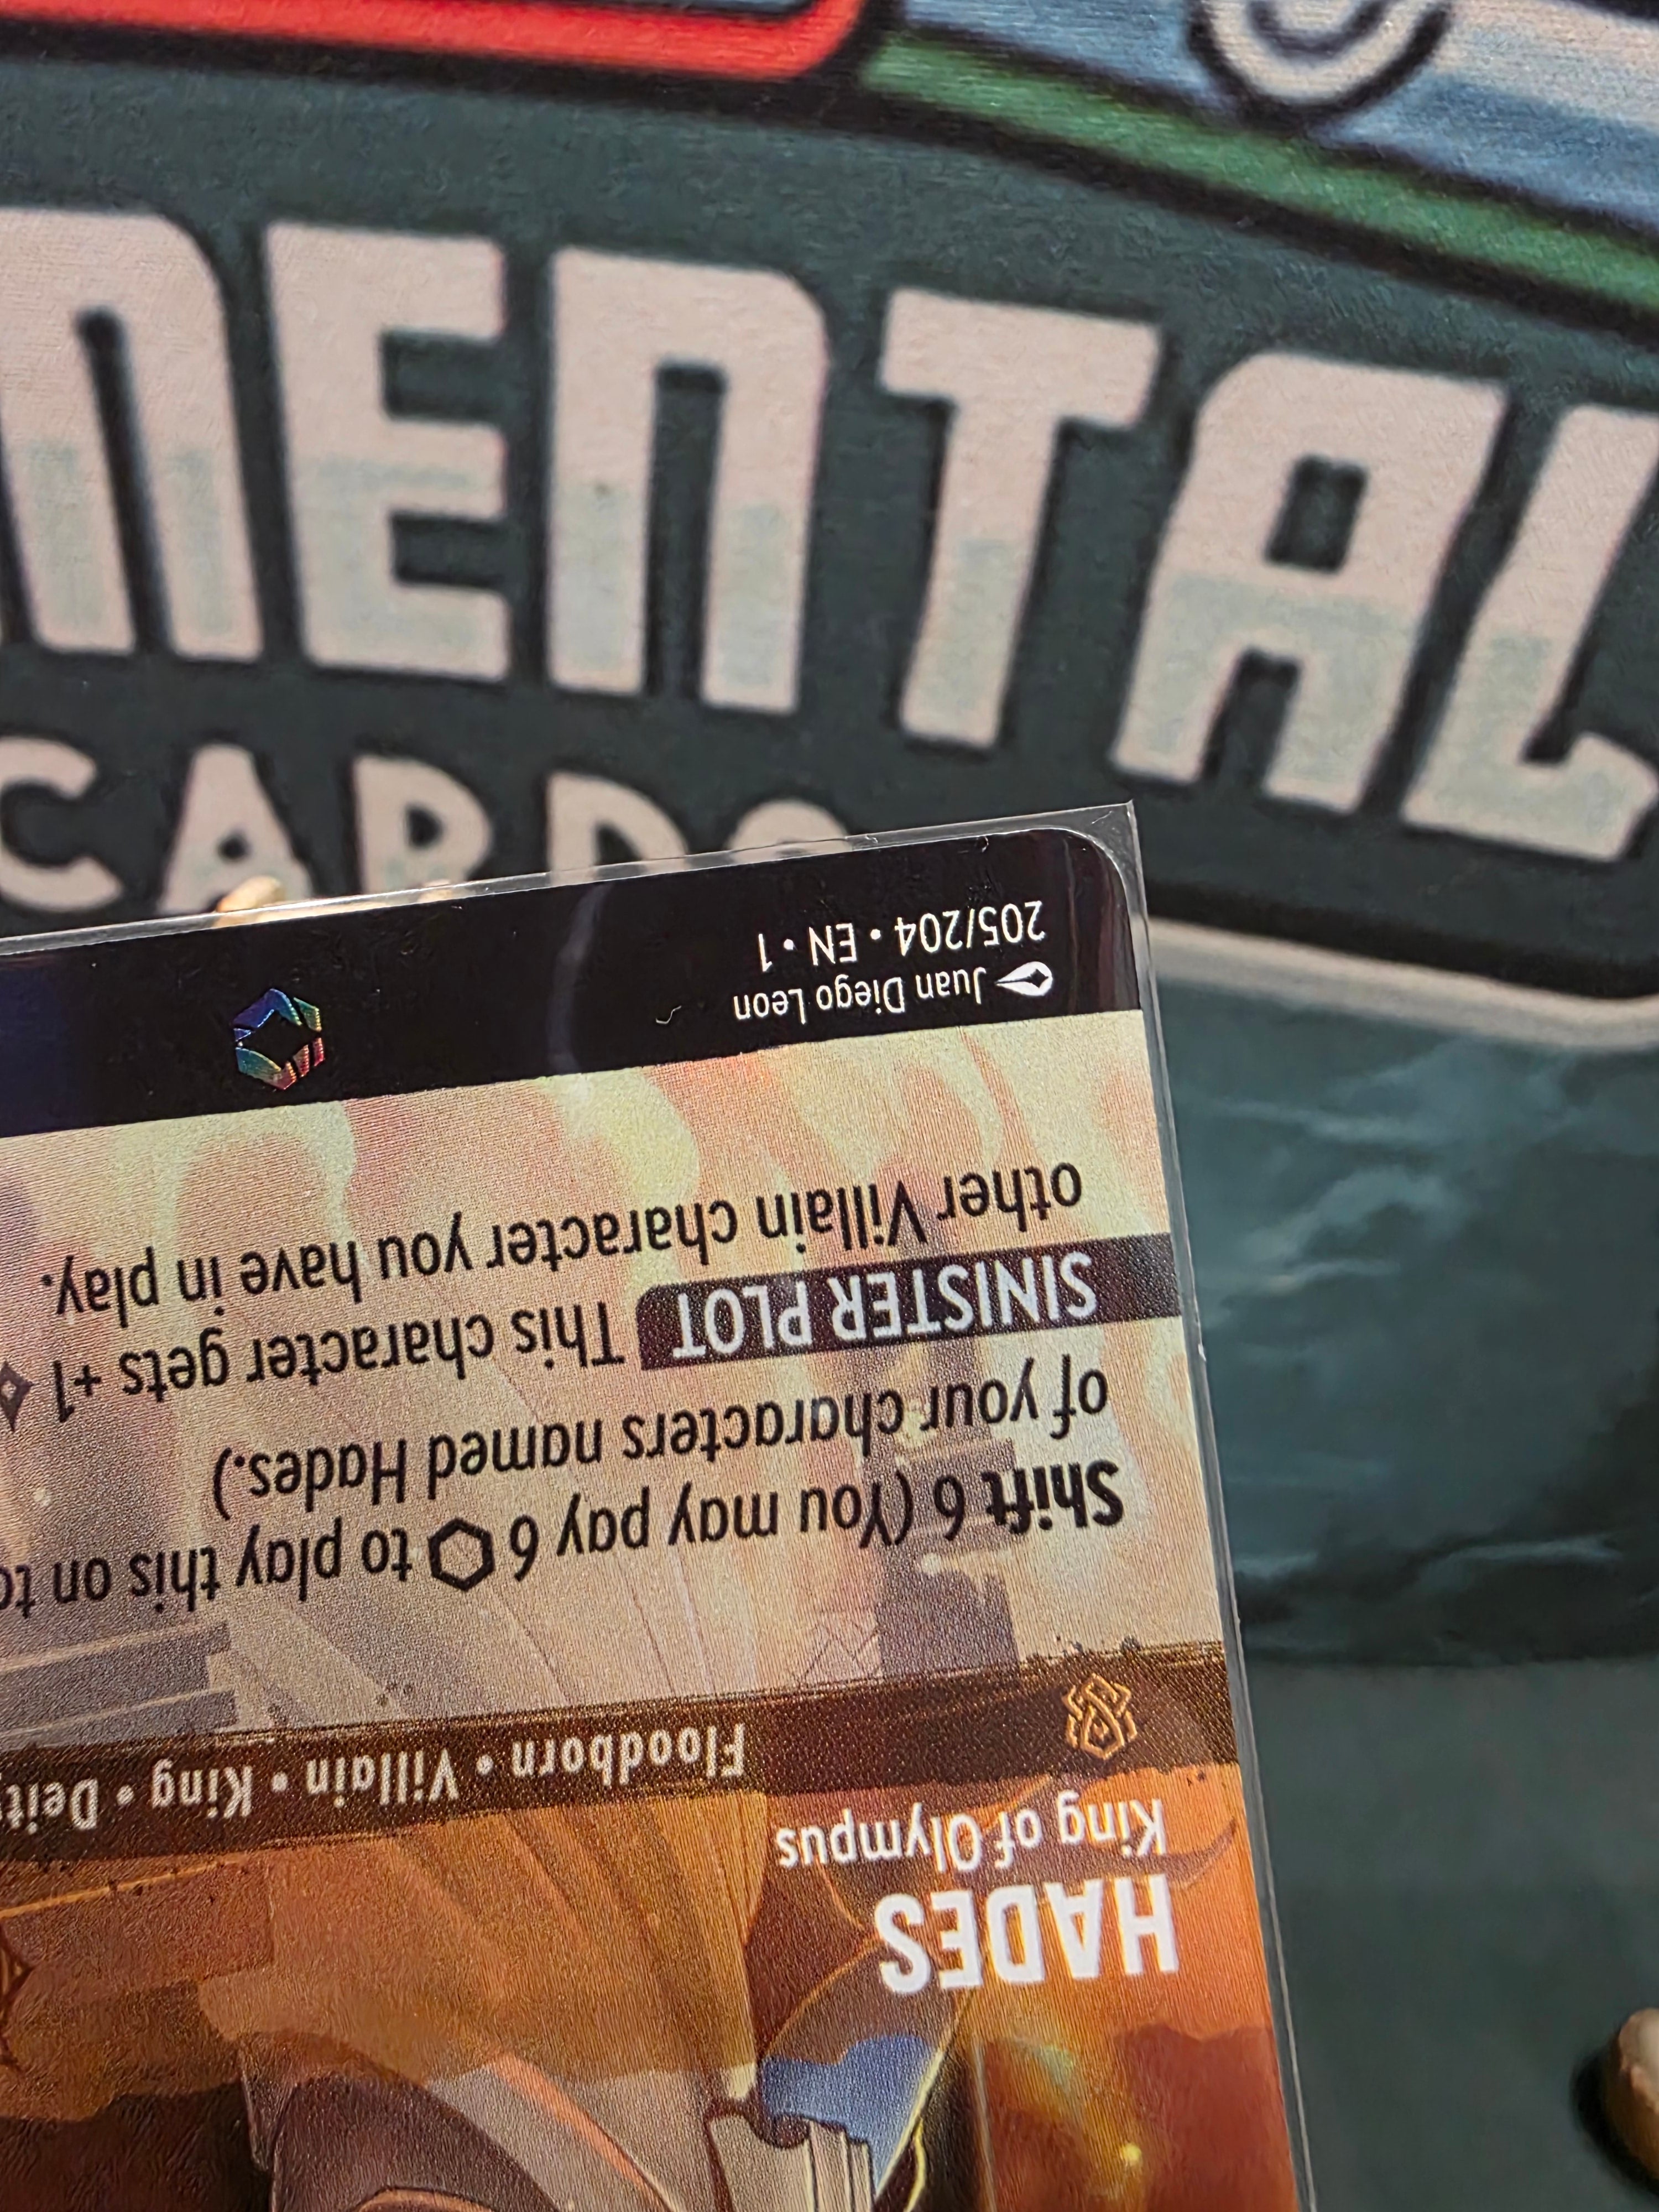 MENTAL
CARDS
HADES
King of Olympus
Floodborn • Villain • King • Deity
Shift 6 (You may pay 6 ⬡ to play this on
of your characters named Hades.)
SINISTER PLOT This character gets +1
other Villain character you have in play.
Juan Diego Leon
205/204 • EN • 1